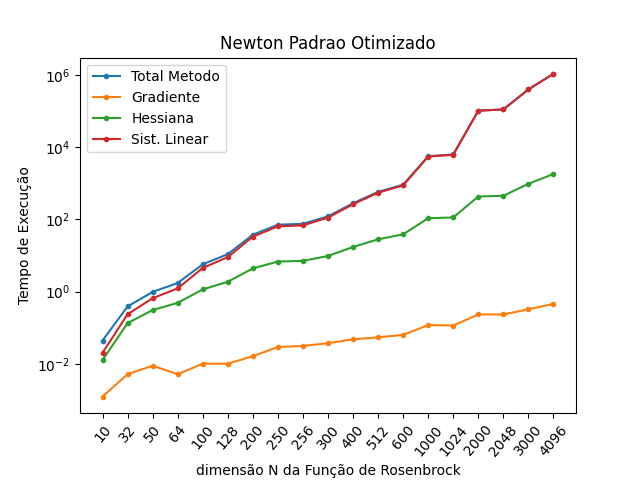 Newton Padrao Otimizado
Total Metodo
Gradiente
Hessiana
Sist. Linear
Tempo de Execução
10^6
10^4
10^2
10^0
10^−2
10 32 50 64 100 128 200 250 256 300 400 512 600 1000 1024 2000 2048 3000 4096
dimensão N da Função de Rosenbrock